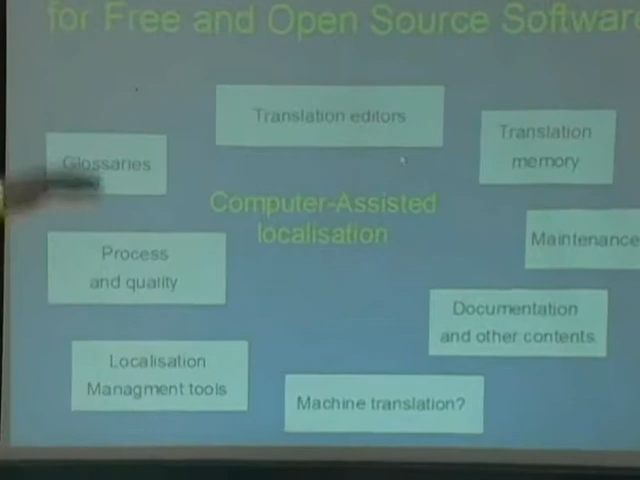 for Free and Open Source Software
Translation editors
Translation
memory
Glossaries
Computer-Assisted
localisation
Maintenance
Process
and quality
Documentation
and other contents
Localisation
Managment tools
Machine translation?